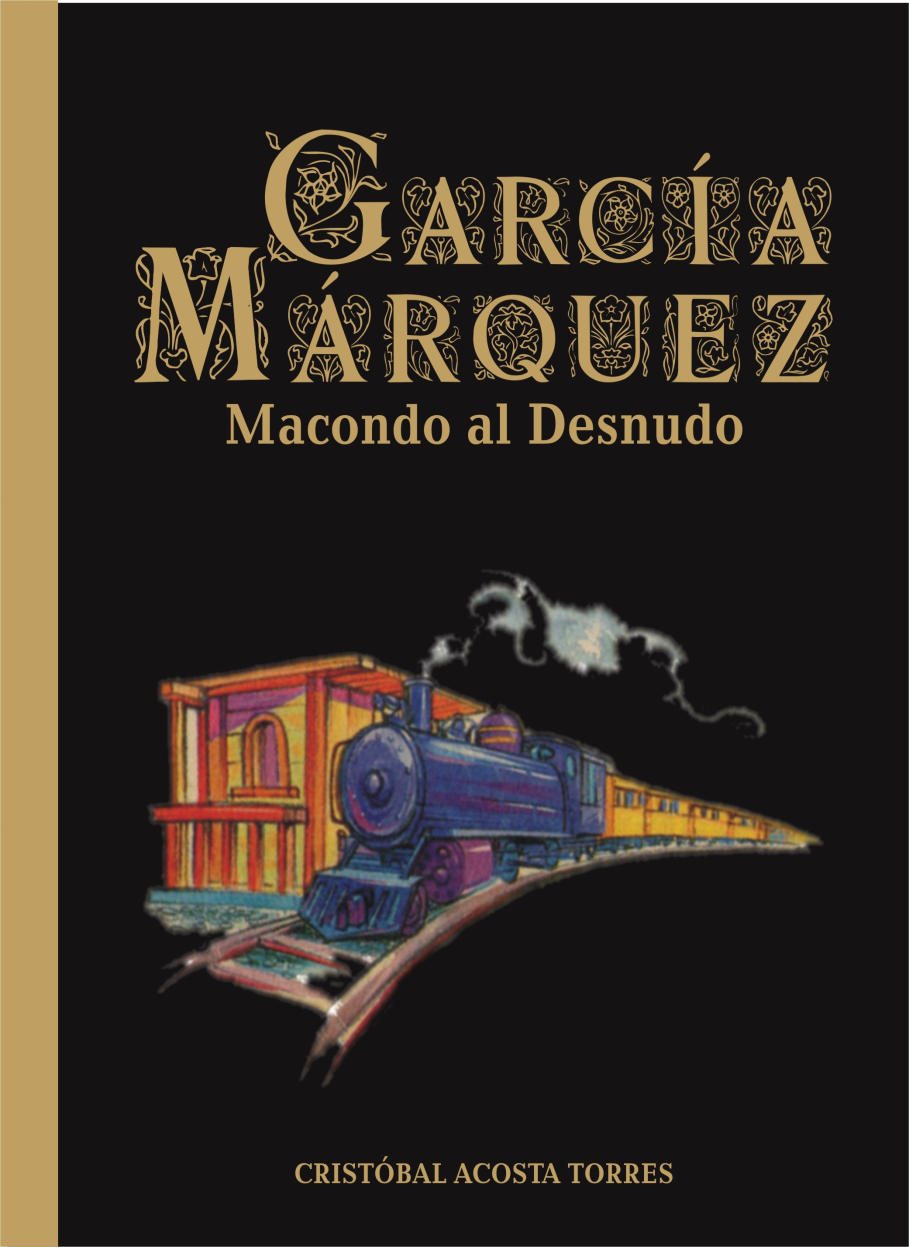 GARCÍA
MÁRQUEZ
Macondo al Desnudo
CRISTÓBAL ACOSTA TORRES